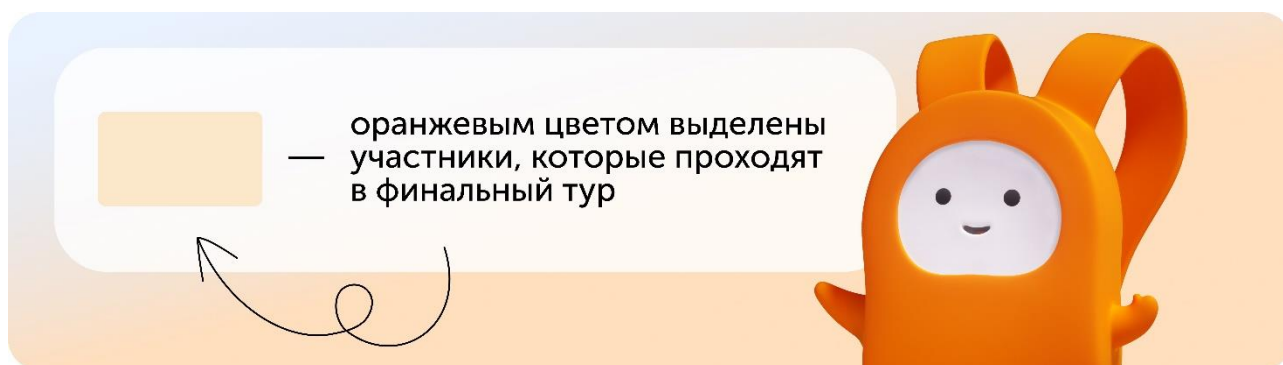 — оранжевым цветом выделены
участники, которые проходят
в финальный тур